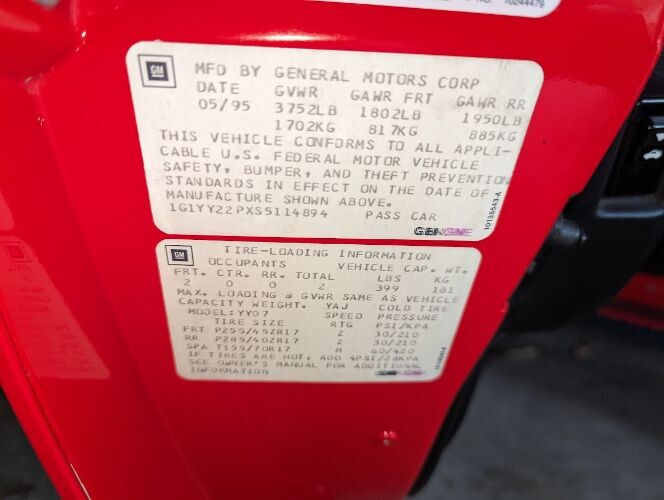 10244479
GM
MFD BY GENERAL MOTORS CORP
DATE GVWR GAWR FRT GAWR RR
05/95 3752LB 1802LB 1950LB
1702KG 817KG 885KG
THIS VEHICLE CONFORMS TO ALL APPLI-
CABLE U.S. FEDERAL MOTOR VEHICLE
SAFETY, BUMPER, AND THEFT PREVENTION
STANDARDS IN EFFECT ON THE DATE OF
MANUFACTURE SHOWN ABOVE.
1G1YY22PXS5114894 PASS CAR
10135543-A
GM
TIRE-LOADING INFORMATION
OCCUPANTS VEHICLE CAP. WT.
FRT. CTR. RR. TOTAL LBS KG
2 0 0 2 399 181
MAX. LOADING @ GVWR SAME AS VEHICLE
CAPACITY WEIGHT. YAJ COLD TIRE
MODEL:YY07 SPEED PRESSURE
TIRE SIZE RTG PSI/KPA
FRT P255/45ZR17 Z 30/210
RR P285/40ZR17 Z 30/210
SPA T155/70R17 M 60/420
IF TIRES ARE HOT, ADD 4PSI/28KPA
SEE OWNER'S MANUAL FOR ADDITIONAL
INFORMATION